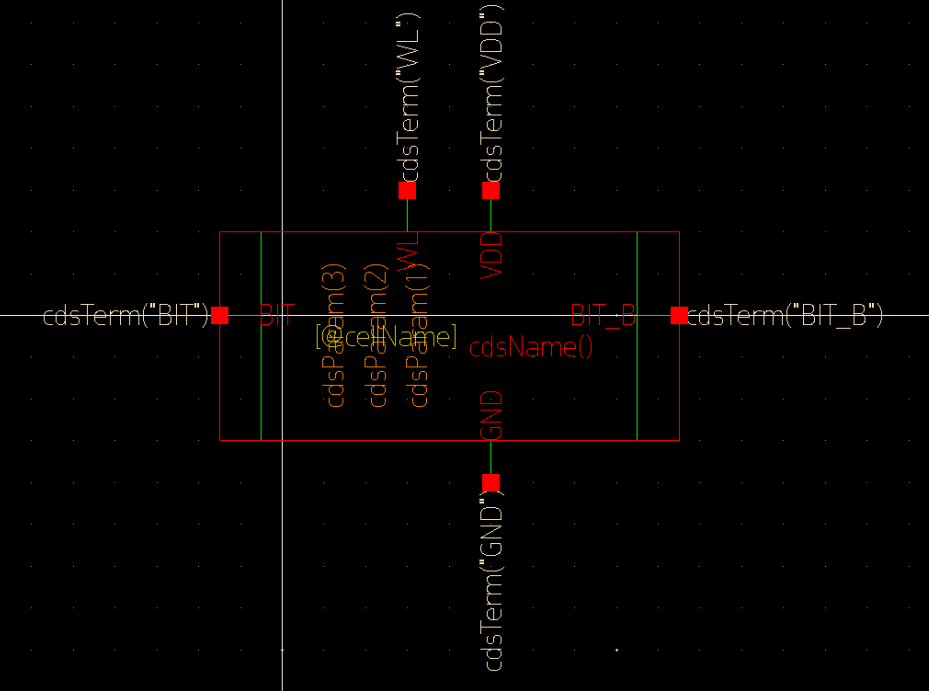 cdsTerm("WL")
cdsTerm("VDD")
WL
VDD
cdsParam(3)
cdsParam(2)
cdsParam(1)
cdsTerm("BIT")
BIT
BIT_B
cdsTerm("BIT_B")
[@cellName]
cdsName()
GND
cdsTerm("GND")